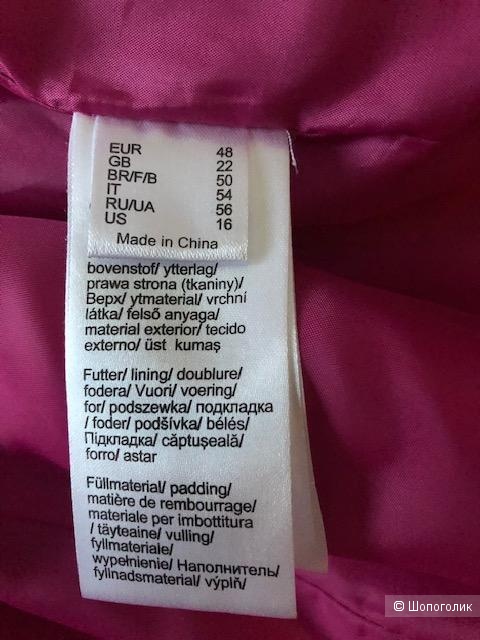 EUR 48
GB 22
BR/F/B 50
IT 54
RU/UA 56
US 16
Made in China
bovenstof/ ytterlag/
prawa strona (tkaniny)/
Верх/ ytmaterial/ vrchní
látka/ felső anyaga/
material exterior/ tecido
externo/ üst kumaş
Futter/ lining/ doublure/
fodera/ Vuori/ voering/
for/ podszewka/ подкладка
/ foder/ podšívka/ bélés/
Підкладка/ căptușeală/
forro/ astar
Füllmaterial/ padding/
matière de rembourrage/
materiale per imbottitura
/ täyteaine/ vulling/
fyllmateriale/
wypełnienie/ Наполнитель/
fyllnadsmaterial/ výplň/
© Шопоголик